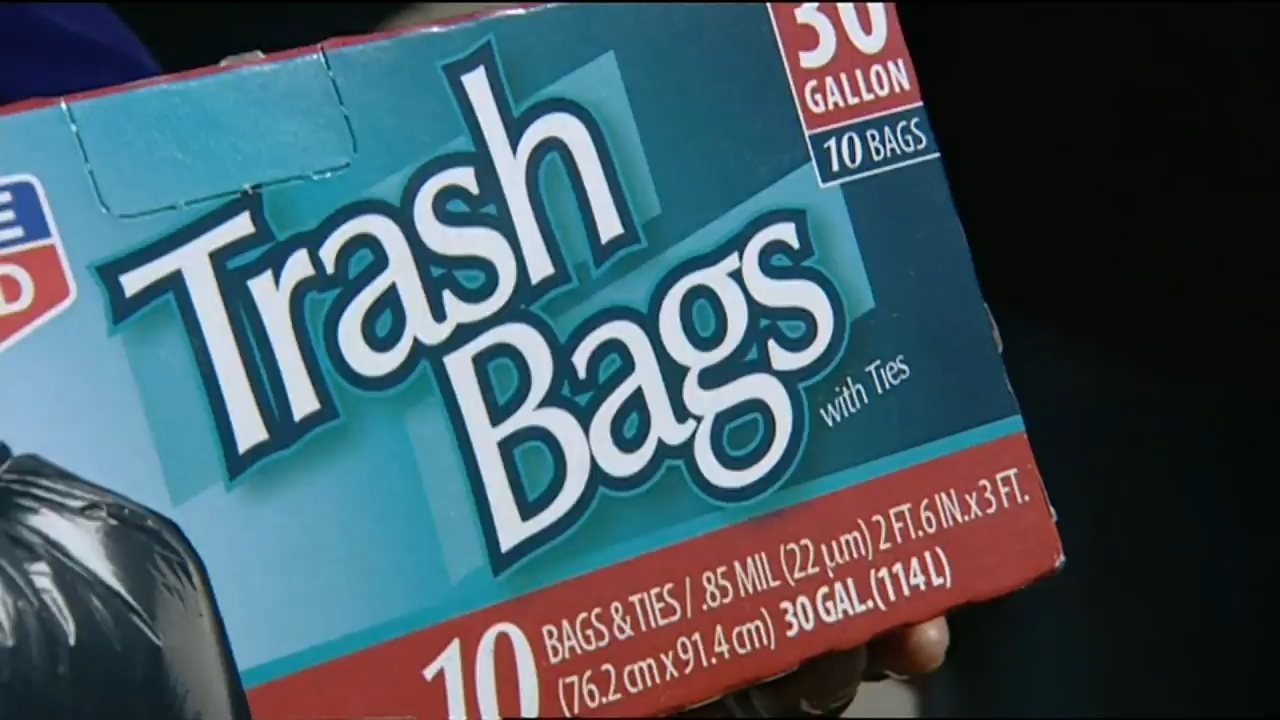 30
GALLON
10 BAGS
E
D
Trash
Bags
with Ties
10 BAGS & TIES / .85 MIL (22 µm) 2 FT. 6 IN. x 3 FT.
(76.2 cm x 91.4 cm) 30 GAL. (114 L)